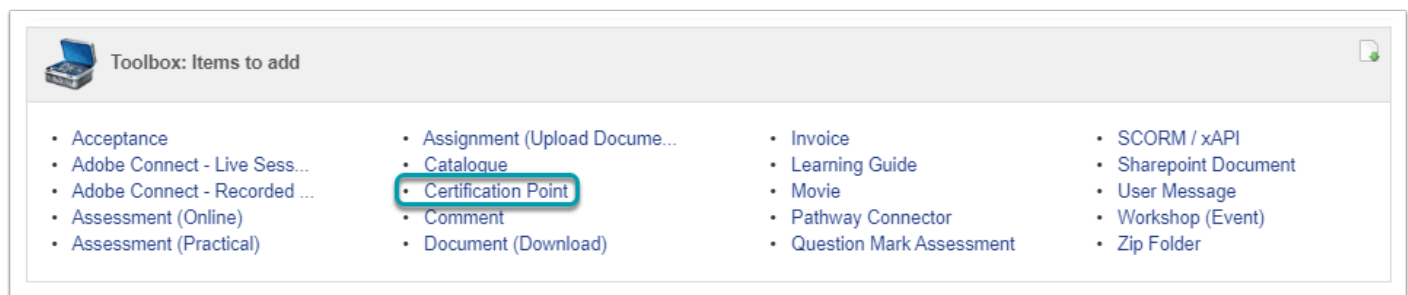 Toolbox: Items to add
• Acceptance
• Adobe Connect - Live Sess...
• Adobe Connect - Recorded ...
• Assessment (Online)
• Assessment (Practical)
• Assignment (Upload Docume...
• Catalogue
• Certification Point
• Comment
• Document (Download)
• Invoice
• Learning Guide
• Movie
• Pathway Connector
• Question Mark Assessment
• SCORM / xAPI
• Sharepoint Document
• User Message
• Workshop (Event)
• Zip Folder